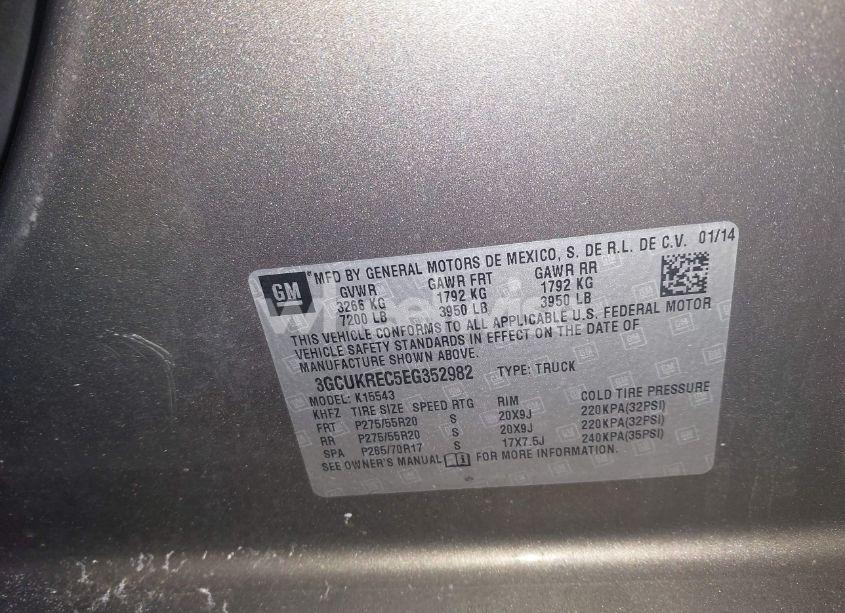 GM MFD BY GENERAL MOTORS DE MEXICO, S. DE R.L. DE C.V. 01/14
GVWR GAWR FRT GAWR RR
3266 KG 1792 KG 1792 KG
7200 LB 3950 LB 3950 LB
THIS VEHICLE CONFORMS TO ALL APPLICABLE U.S. FEDERAL MOTOR
VEHICLE SAFETY STANDARDS IN EFFECT ON THE DATE OF
MANUFACTURE SHOWN ABOVE.
3GCUKREC5EG352982 TYPE: TRUCK
MODEL: K15543
KHFZ TIRE SIZE SPEED RTG RIM COLD TIRE PRESSURE
FRT P275/55R20 S 20X9J 220KPA(32PSI)
RR P275/55R20 S 20X9J 220KPA(32PSI)
SPA P265/70R17 S 17X7.5J 240KPA(35PSI)
SEE OWNER'S MANUAL FOR MORE INFORMATION.